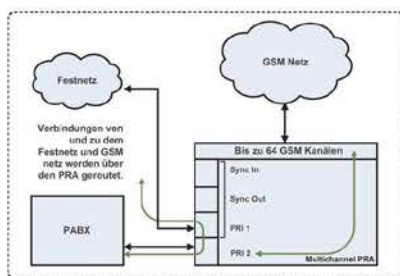 Festnetz
GSM Netz
Verbindungen von
und zu dem
Festnetz und GSM
netz werden über
den PRA geroutet.
Bis zu 64 GSM Kanälen
Sync In
Sync Out
PRI 1
PRI 2
PABX
Multichannel PRA